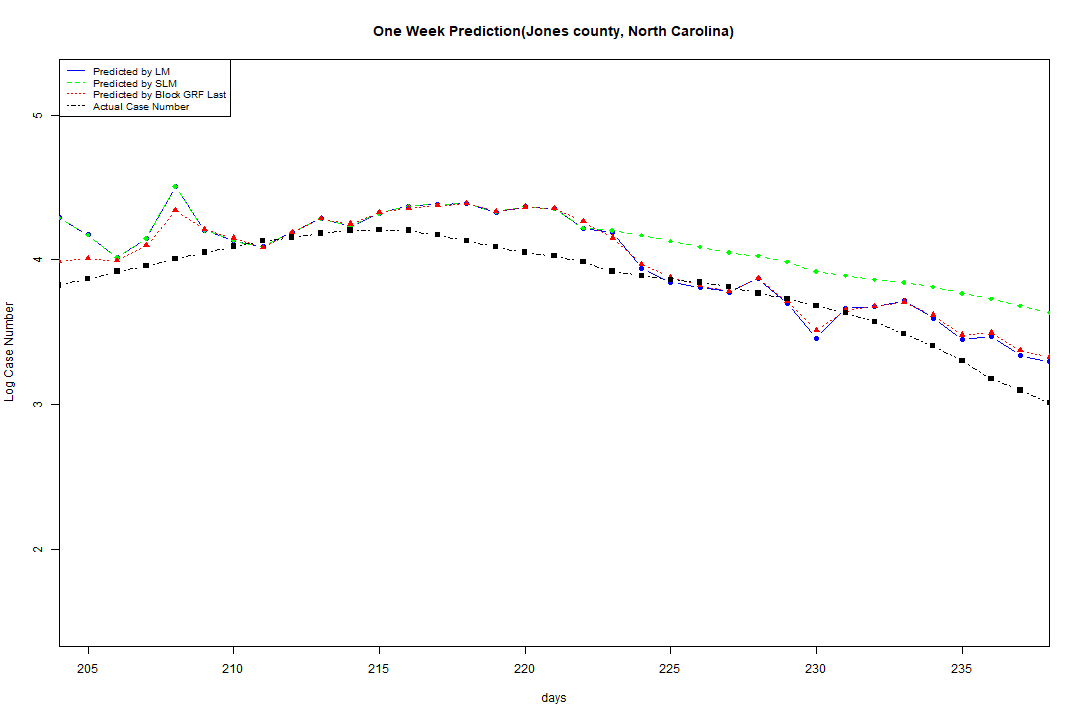 One Week Prediction(Jones county, North Carolina)
Predicted by LM
Predicted by SLM
Predicted by Block GRF Last
Actual Case Number
5
4
3
2
Log Case Number
205 210 215 220 225 230 235
days